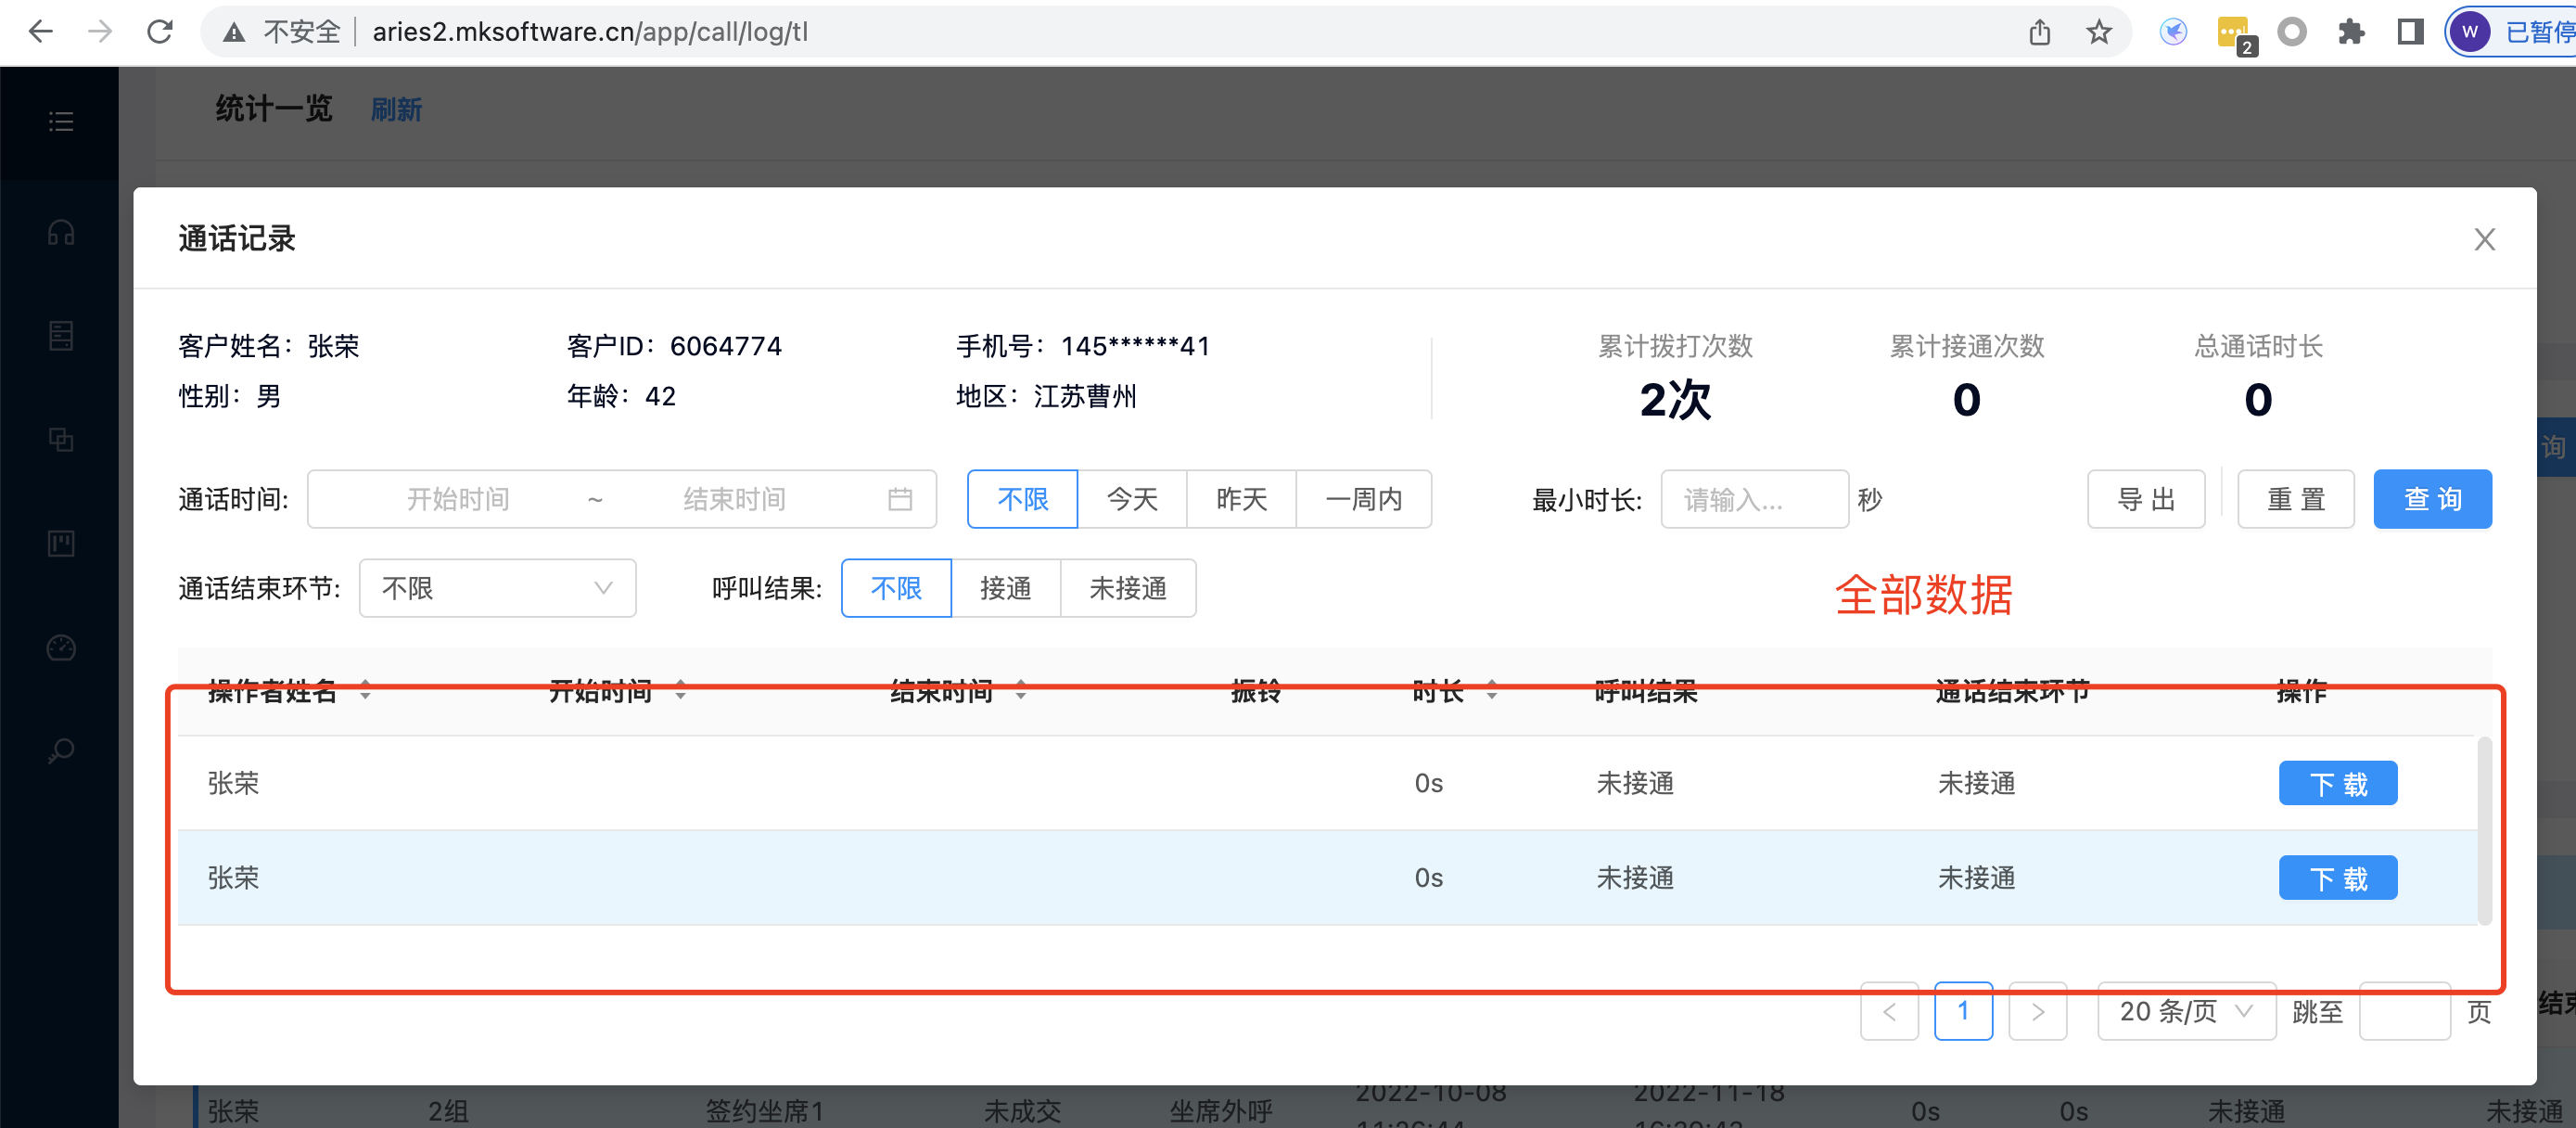 不安全 aries2.mksoftware.cn/app/call/log/tl 2 W 已暂停
统计一览 刷新
通话记录
客户姓名：张荣 客户ID：6064774 手机号：145******41 累计拨打次数 累计接通次数 总通话时长
性别：男 年龄：42 地区：江苏曹州 2次 0 0
询
通话时间: 开始时间 ~ 结束时间 不限 今天 昨天 一周内 最小时长: 请输入... 秒 导 出 重 置 查 询
通话结束环节: 不限 呼叫结果: 不限 接通 未接通 全部数据
操作者姓名 开始时间 结束时间 振铃 时长 呼叫结果 通话结束环节 操作
张荣 0s 未接通 未接通 下 载
张荣 0s 未接通 未接通 下 载
< 1 > 20 条/页 跳至 页 结束
张荣 2组 签约坐席1 未成交 坐席外呼 2022-10-08 2022-11-18 0s 0s 未接通 未接通